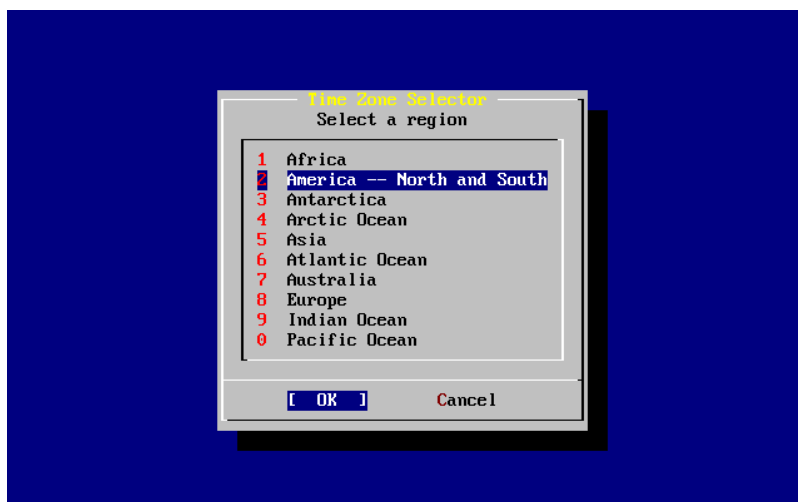 Time Zone Selector
Select a region
1 Africa
2 America -- North and South
3 Antarctica
4 Arctic Ocean
5 Asia
6 Atlantic Ocean
7 Australia
8 Europe
9 Indian Ocean
0 Pacific Ocean
[ OK ] Cancel